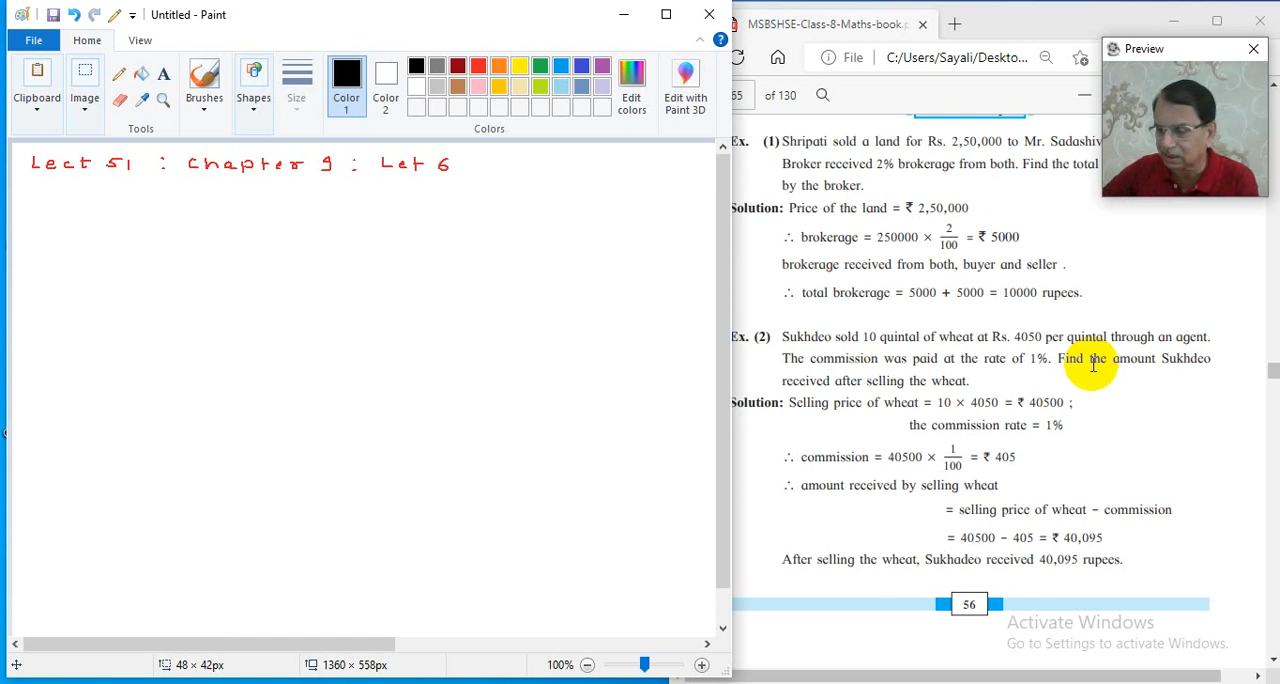 Untitled - Paint
File
Home
View
Clipboard
Image
Tools
Brushes
Shapes
Size
Color
1
Color
2
Edit
colors
Edit with
Paint 3D
Colors
Lect 51 : Chapter 9 : Let 6
48 × 42px
1360 × 558px
100%
MSBSHSE-Class-8-Maths-book.
File
C:/Users/Sayali/Deskto...
Preview
65
of 130
Ex. (1) Shripati sold a land for Rs. 2,50,000 to Mr. Sadashiv
Broker received 2% brokerage from both. Find the total
by the broker.
Solution: Price of the land = ₹ 2,50,000
∴ brokerage = 250000 × 2/100 = ₹ 5000
brokerage received from both, buyer and seller .
∴ total brokerage = 5000 + 5000 = 10000 rupees.
Ex. (2) Sukhdeo sold 10 quintal of wheat at Rs. 4050 per quintal through an agent.
The commission was paid at the rate of 1%. Find the amount Sukhdeo
received after selling the wheat.
Solution: Selling price of wheat = 10 × 4050 = ₹ 40500 ;
the commission rate = 1%
∴ commission = 40500 × 1/100 = ₹ 405
∴ amount received by selling wheat
= selling price of wheat − commission
= 40500 − 405 = ₹ 40,095
After selling the wheat, Sukhadeo received 40,095 rupees.
56
Activate Windows
Go to Settings to activate Windows.